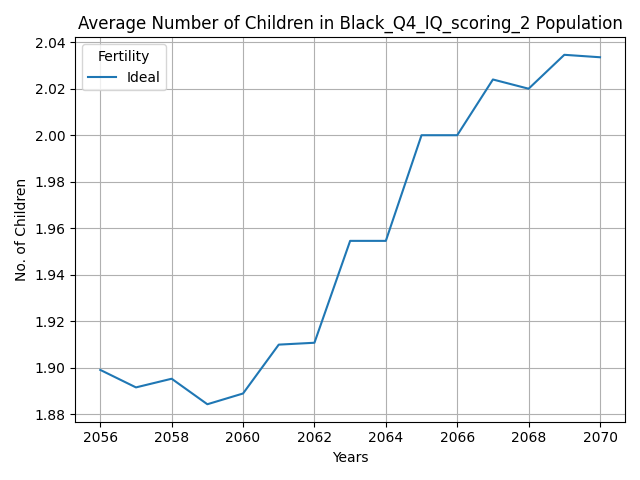 Average Number of Children in Black_Q4_IQ_scoring_2 Population
Fertility
Ideal
2.04
2.02
2.00
1.98
1.96
1.94
1.92
1.90
1.88
No. of Children
2056 2058 2060 2062 2064 2066 2068 2070
Years